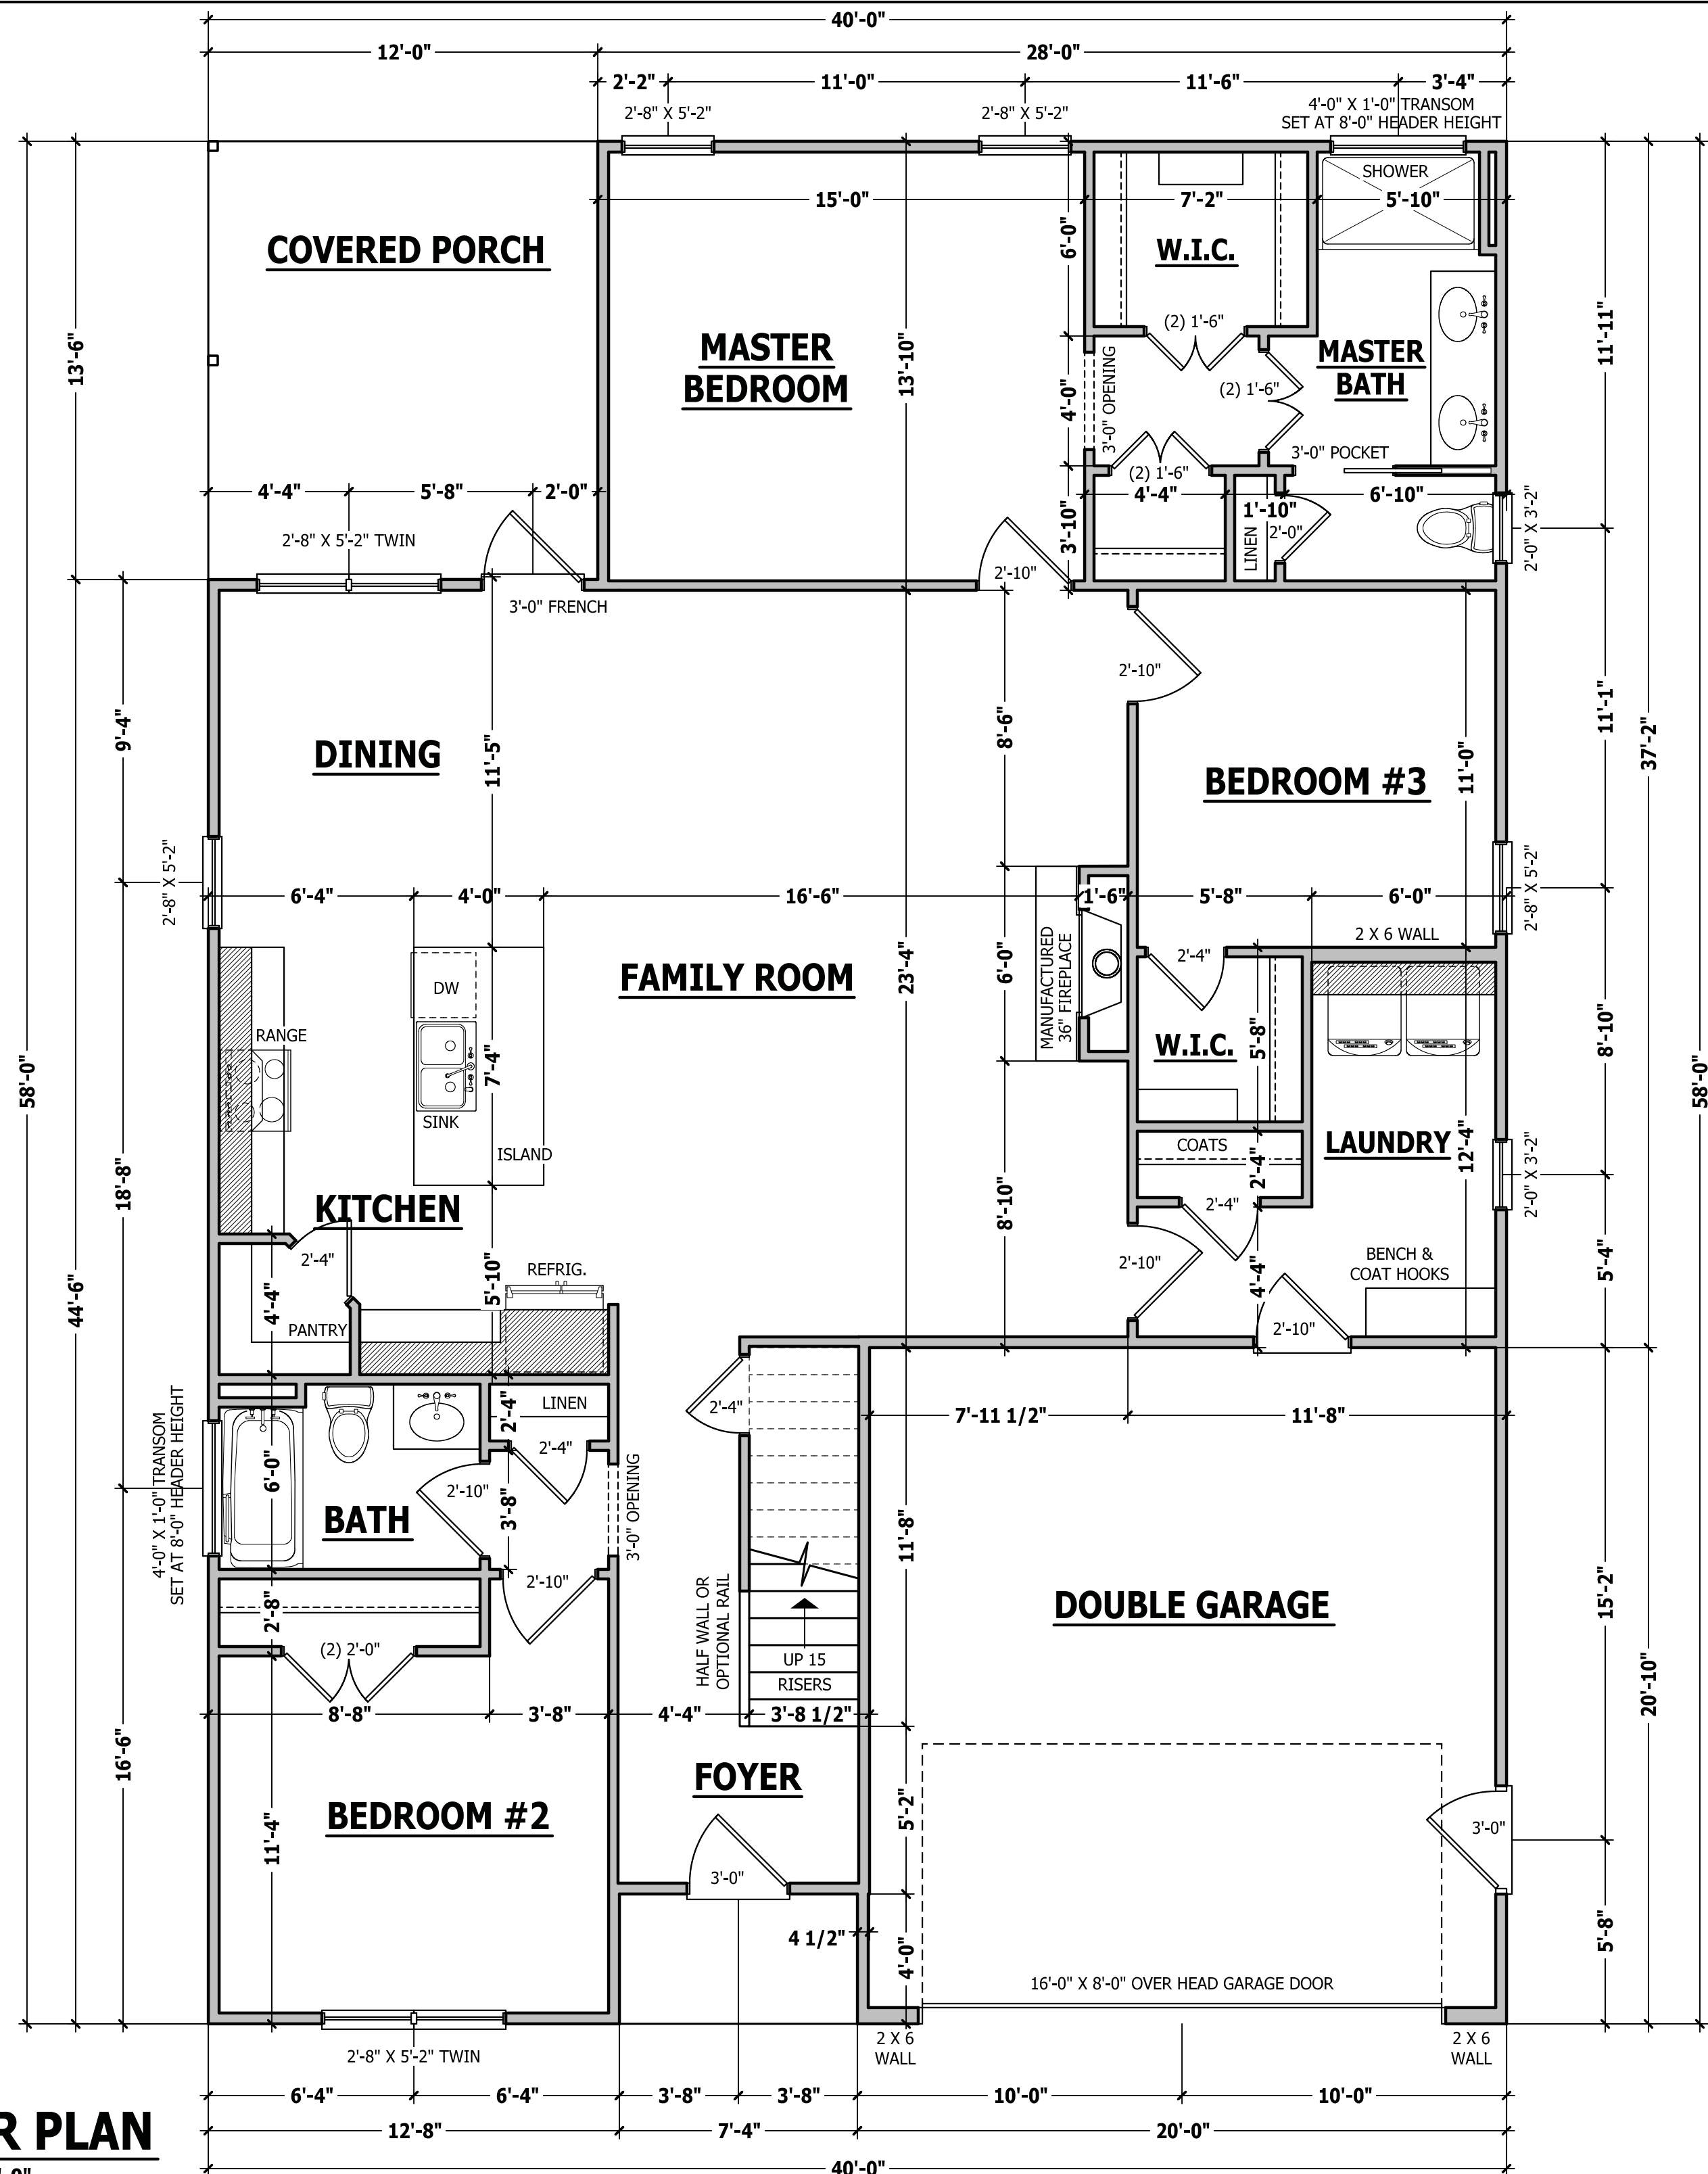 40'-0"
12'-0"
28'-0"
2'-2"
11'-0"
11'-6"
3'-4"
2'-8" X 5'-2"
2'-8" X 5'-2"
4'-0" X 1'-0" TRANSOM
SET AT 8'-0" HEADER HEIGHT
SHOWER
15'-0"
7'-2"
5'-10"
COVERED PORCH
6'-0"
W.I.C.
(2) 1'-6"
MASTER
BEDROOM
13'-10"
13'-6"
11'-11"
MASTER
BATH
4'-0"
3'-0" OPENING
(2) 1'-6"
3'-0" POCKET
(2) 1'-6"
4'-4"
5'-8"
2'-0"
4'-4"
1'-10"
6'-10"
3'-10"
LINEN
2'-0"
2'-0" X 3'-2"
2'-8" X 5'-2" TWIN
2'-10"
3'-0" FRENCH
2'-10"
9'-4"
DINING
11'-5"
8'-6"
BEDROOM #3
11'-0"
11'-1"
37'-2"
2'-8" X 5'-2"
6'-4"
4'-0"
16'-6"
1'-6"
5'-8"
6'-0"
2'-8" X 5'-2"
2 X 6 WALL
DW
FAMILY ROOM
23'-4"
6'-0"
MANUFACTURED
36" FIREPLACE
2'-4"
RANGE
7'-4"
W.I.C.
5'-8"
8'-10"
58'-0"
58'-0"
SINK
ISLAND
COATS
LAUNDRY
12'-4"
2'-0" X 3'-2"
18'-8"
KITCHEN
8'-10"
2'-4"
2'-4"
2'-4"
5'-10"
REFRIG.
2'-10"
4'-4"
BENCH &
COAT HOOKS
5'-4"
44'-6"
4'-4"
PANTRY
2'-10"
4'-0" X 1'-0" TRANSOM
SET AT 8'-0" HEADER HEIGHT
2'-4"
LINEN
2'-4"
7'-11 1/2"
11'-8"
2'-4"
6'-0"
2'-10"
3'-8"
3'-0" OPENING
BATH
11'-8"
2'-10"
HALF WALL OR
OPTIONAL RAIL
DOUBLE GARAGE
15'-2"
2'-8"
(2) 2'-0"
UP 15
RISERS
20'-10"
8'-8"
3'-8"
4'-4"
3'-8 1/2"
16'-6"
FOYER
BEDROOM #2
11'-4"
5'-2"
3'-0"
3'-0"
4 1/2"
4'-0"
5'-8"
16'-0" X 8'-0" OVER HEAD GARAGE DOOR
2'-8" X 5'-2" TWIN
2 X 6
WALL
2 X 6
WALL
6'-4"
6'-4"
3'-8"
3'-8"
10'-0"
10'-0"
12'-8"
7'-4"
20'-0"
R PLAN
40'-0"